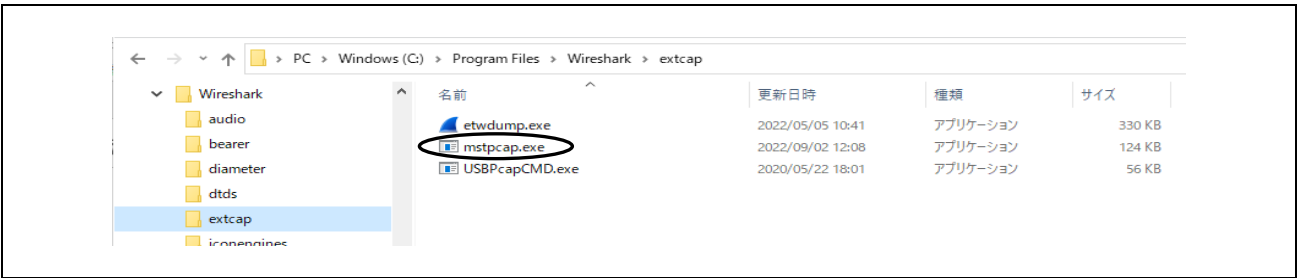 PC > Windows (C:) > Program Files > Wireshark > extcap
Wireshark
audio
bearer
diameter
dtds
extcap
iconengines
名前 更新日時 種類 サイズ
etwdump.exe 2022/05/05 10:41 アプリケーション 330 KB
mstpcap.exe 2022/09/02 12:08 アプリケーション 124 KB
USBPcapCMD.exe 2020/05/22 18:01 アプリケーション 56 KB